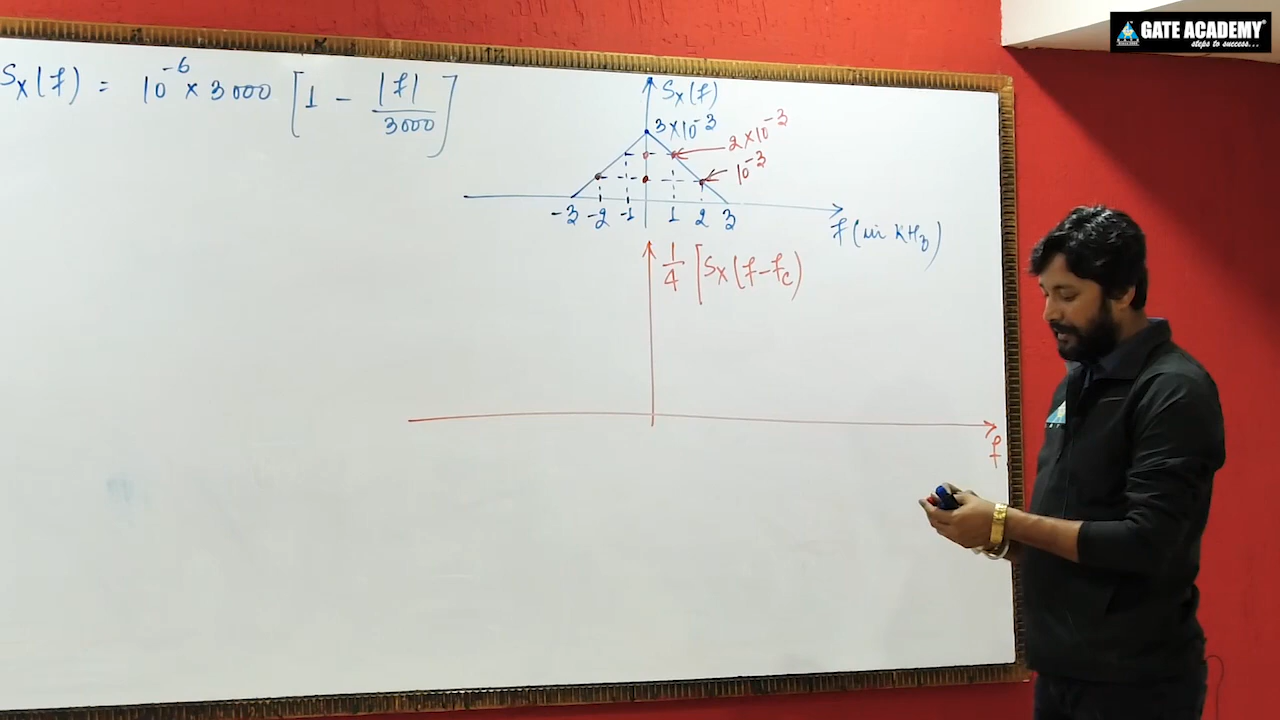 GATE ACADEMY®
steps to success...
Sx(f) = 10⁻⁶ × 3000 [1 - |f|/3000]
Sx(f)
3×10⁻³
2×10⁻³
10⁻³
-3 -2 -1 1 2 3
f (in KHz)
1/4 [Sx(f-fc)
f